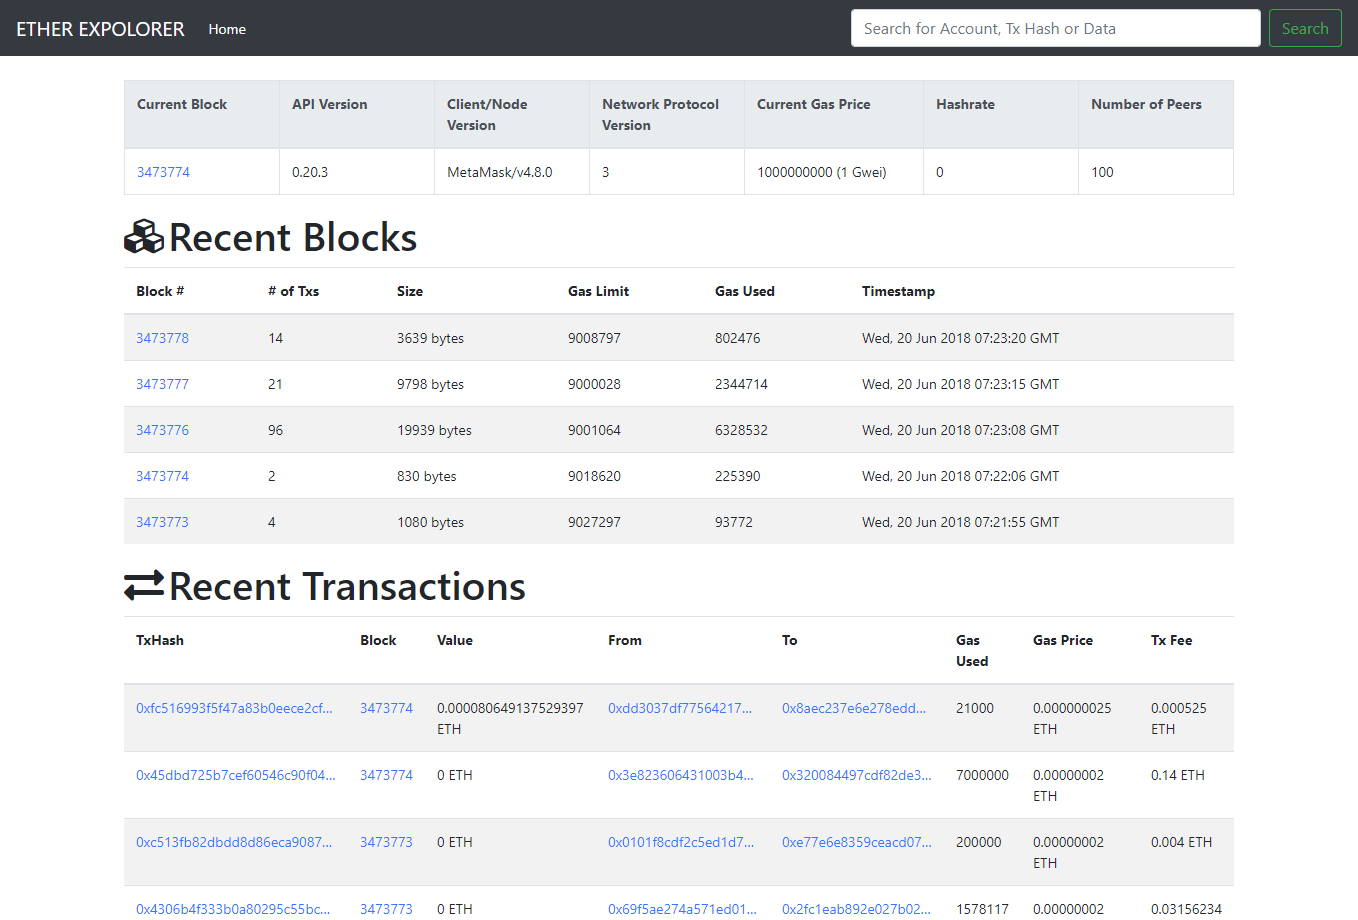 ETHER EXPOLORER Home Search for Account, Tx Hash or Data Search
Current Block API Version Client/Node Version Network Protocol Version Current Gas Price Hashrate Number of Peers
3473774 0.20.3 MetaMask/v4.8.0 3 1000000000 (1 Gwei) 0 100
Recent Blocks
Block # # of Txs Size Gas Limit Gas Used Timestamp
3473778 14 3639 bytes 9008797 802476 Wed, 20 Jun 2018 07:23:20 GMT
3473777 21 9798 bytes 9000028 2344714 Wed, 20 Jun 2018 07:23:15 GMT
3473776 96 19939 bytes 9001064 6328532 Wed, 20 Jun 2018 07:23:08 GMT
3473774 2 830 bytes 9018620 225390 Wed, 20 Jun 2018 07:22:06 GMT
3473773 4 1080 bytes 9027297 93772 Wed, 20 Jun 2018 07:21:55 GMT
Recent Transactions
TxHash Block Value From To Gas Used Gas Price Tx Fee
0xfc516993f5f47a83b0eece2cf... 3473774 0.000080649137529397 ETH 0xdd3037df77564217... 0x8aec237e6e278edd... 21000 0.000000025 ETH 0.000525 ETH
0x45dbd725b7cef60546c90f04... 3473774 0 ETH 0x3e823606431003b4... 0x320084497cdf82de3... 7000000 0.00000002 ETH 0.14 ETH
0xc513fb82dbdd8d86eca9087... 3473773 0 ETH 0x0101f8cdf2c5ed1d7... 0xe77e6e8359ceacd07... 200000 0.00000002 ETH 0.004 ETH
0x4306b4f333b0a80295c55bc... 3473773 0 ETH 0x69f5ae274a571ed01... 0x2fc1eab892e027b02... 1578117 0.00000002 0.03156234